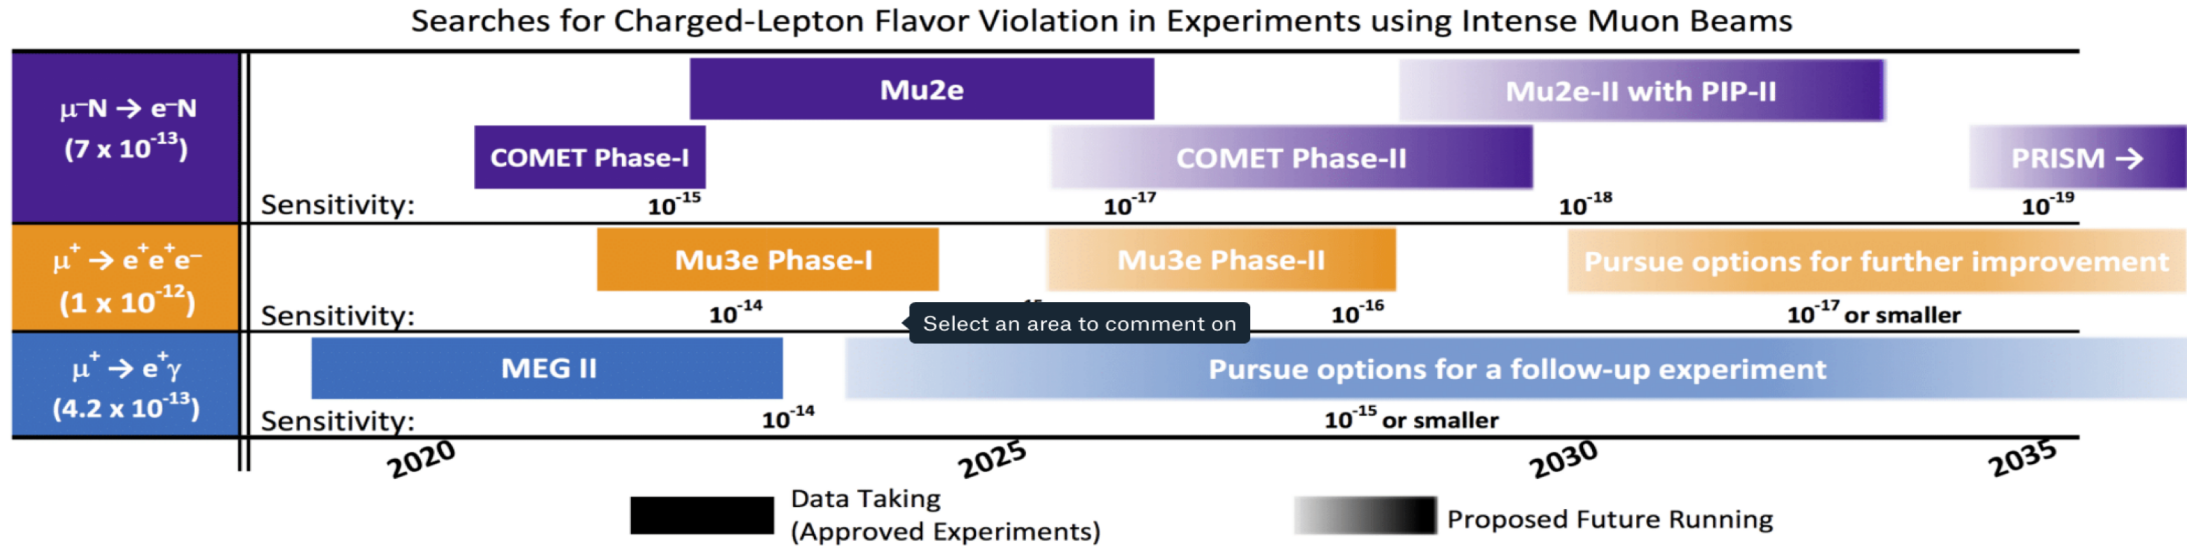 Searches for Charged-Lepton Flavor Violation in Experiments using Intense Muon Beams
μ⁻N → e⁻N
(7 x 10⁻¹³)
Mu2e
Mu2e-II with PIP-II
COMET Phase-I
COMET Phase-II
PRISM →
Sensitivity: 10⁻¹⁵ 10⁻¹⁷ 10⁻¹⁸ 10⁻¹⁹
μ⁺ → e⁺e⁺e⁻
(1 x 10⁻¹²)
Mu3e Phase-I
Mu3e Phase-II
Pursue options for further improvement
Sensitivity: 10⁻¹⁴ 10⁻¹⁶ 10⁻¹⁷ or smaller
Select an area to comment on
μ⁺ → e⁺γ
(4.2 x 10⁻¹³)
MEG II
Pursue options for a follow-up experiment
Sensitivity: 10⁻¹⁴ 10⁻¹⁵ or smaller
2020 2025 2030 2035
Data Taking
(Approved Experiments)
Proposed Future Running